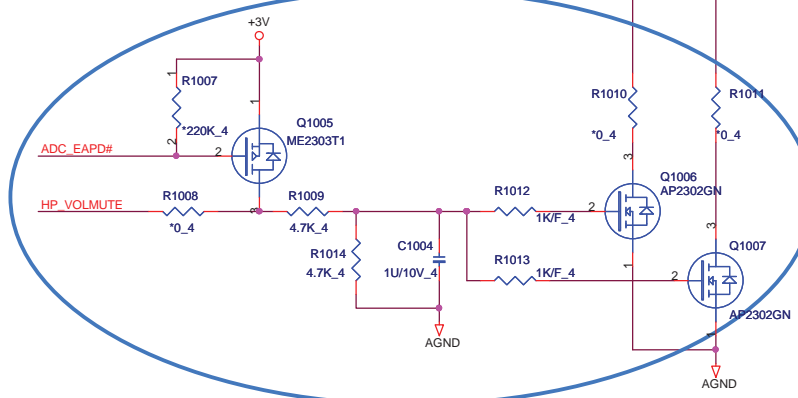 +3V
1
R1007
*220K_4
2
ADC_EAPD#
2
1
Q1005
ME2303T1
3
HP_VOLMUTE
R1008
*0_4
R1009
4.7K_4
R1014
4.7K_4
C1004
1U/10V_4
AGND
R1012
1K/F_4
R1013
1K/F_4
R1010
*0_4
R1011
*0_4
3
Q1006
AP2302GN
2
1
3
Q1007
2
AP2302GN
1
AGND